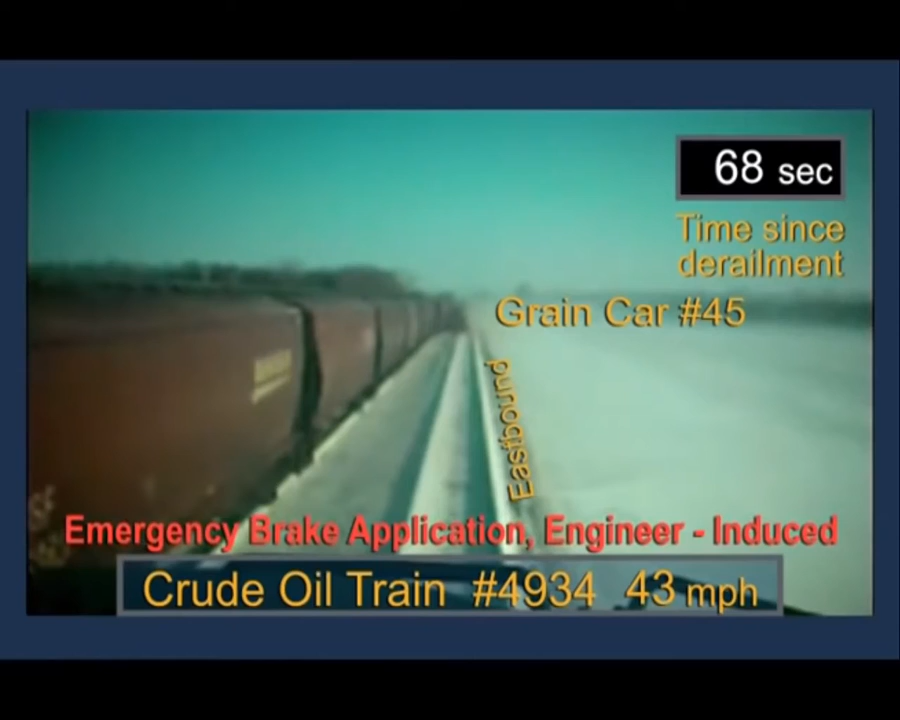 68 sec
Time since
derailment
Grain Car #45
Eastbound
Emergency Brake Application, Engineer - Induced
Crude Oil Train #4934 43 mph